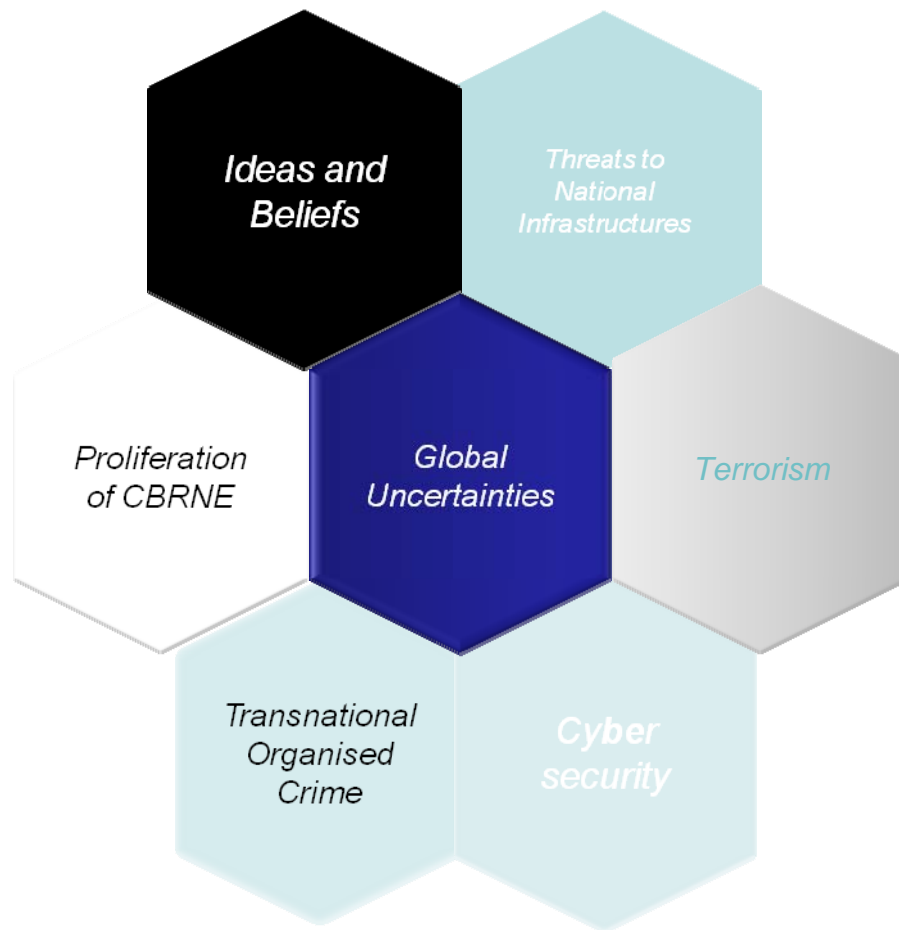 Ideas and
Beliefs
Threats to
National
Infrastructures
Proliferation
of CBRNE
Global
Uncertainties
Terrorism
Transnational
Organised
Crime
Cyber
security